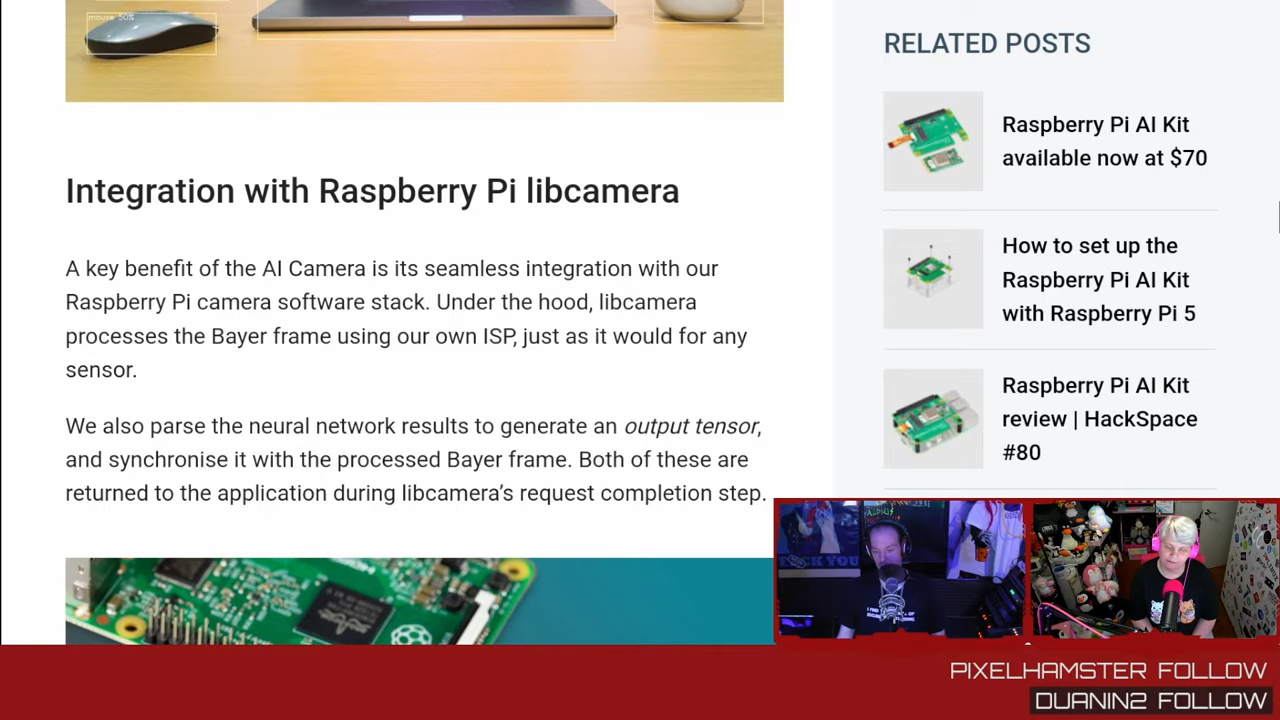 mouse 50%
Integration with Raspberry Pi libcamera
A key benefit of the AI Camera is its seamless integration with our
Raspberry Pi camera software stack. Under the hood, libcamera
processes the Bayer frame using our own ISP, just as it would for any
sensor.
We also parse the neural network results to generate an output tensor,
and synchronise it with the processed Bayer frame. Both of these are
returned to the application during libcamera’s request completion step.
RELATED POSTS
Raspberry Pi AI Kit
available now at $70
How to set up the
Raspberry Pi AI Kit
with Raspberry Pi 5
Raspberry Pi AI Kit
review | HackSpace
#80
PIXELHAMSTER FOLLOW
DUANIN2 FOLLOW